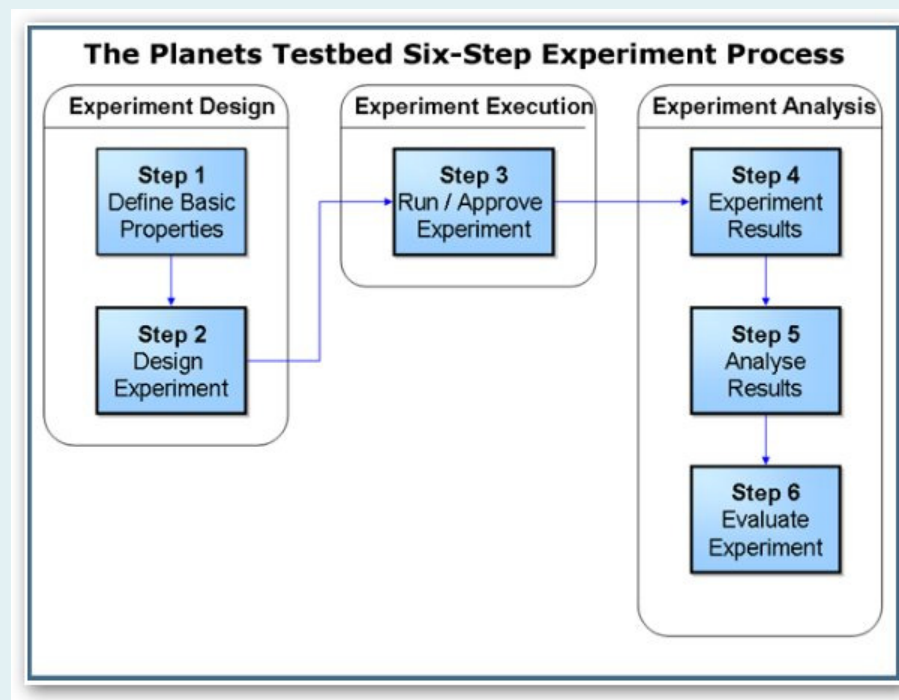 The Planets Testbed Six-Step Experiment Process
Experiment Design
Step 1
Define Basic
Properties
Step 2
Design
Experiment
Experiment Execution
Step 3
Run / Approve
Experiment
Experiment Analysis
Step 4
Experiment
Results
Step 5
Analyse
Results
Step 6
Evaluate
Experiment